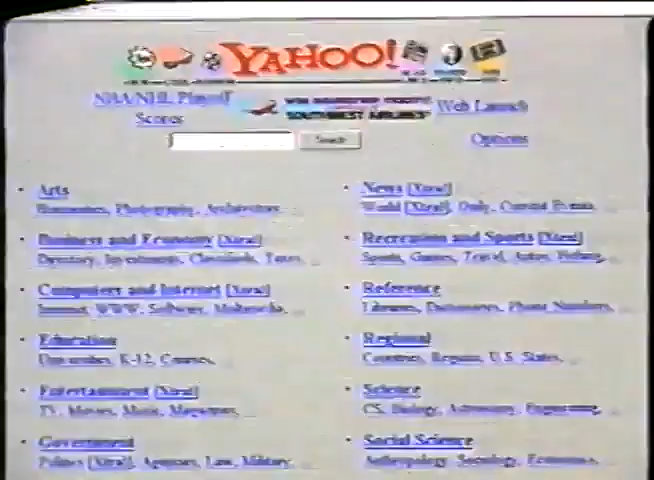 YAHOO!
NBA/NHL Playoff
Scores
SOUTHWEST AIRLINES
Web Launch
Search
Options
Arts
Humanities, Photography, Architecture, ...
News [Xtra!]
World [Xtra!], Daily, Current Events, ...
Business and Economy [Xtra!]
Directory, Investments, Classifieds, Taxes, ...
Recreation and Sports [Xtra!]
Sports, Games, Travel, Autos, ...
Computers and Internet [Xtra!]
Internet, WWW, Software, Multimedia, ...
Reference
Libraries, Dictionaries, Phone Numbers, ...
Education
Universities, K-12, Courses, ...
Regional
Countries, Regions, U.S. States, ...
Entertainment [Xtra!]
TV, Movies, Music, Magazines, ...
Science
CS, Biology, Astronomy, Engineering, ...
Government
Politics [Xtra!], Agencies, Law, Military, ...
Social Science
Anthropology, Sociology, Economics, ...